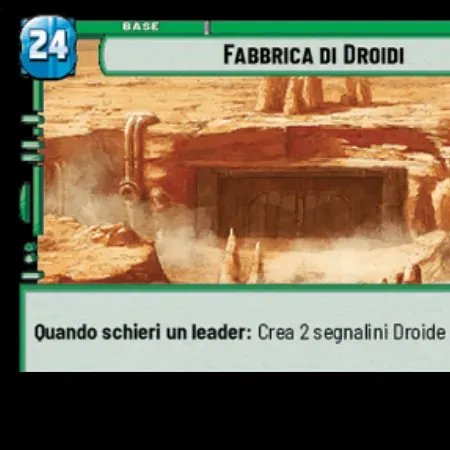 BASE
24
FABBRICA DI DROIDI
Quando schieri un leader: Crea 2 segnalini Droide